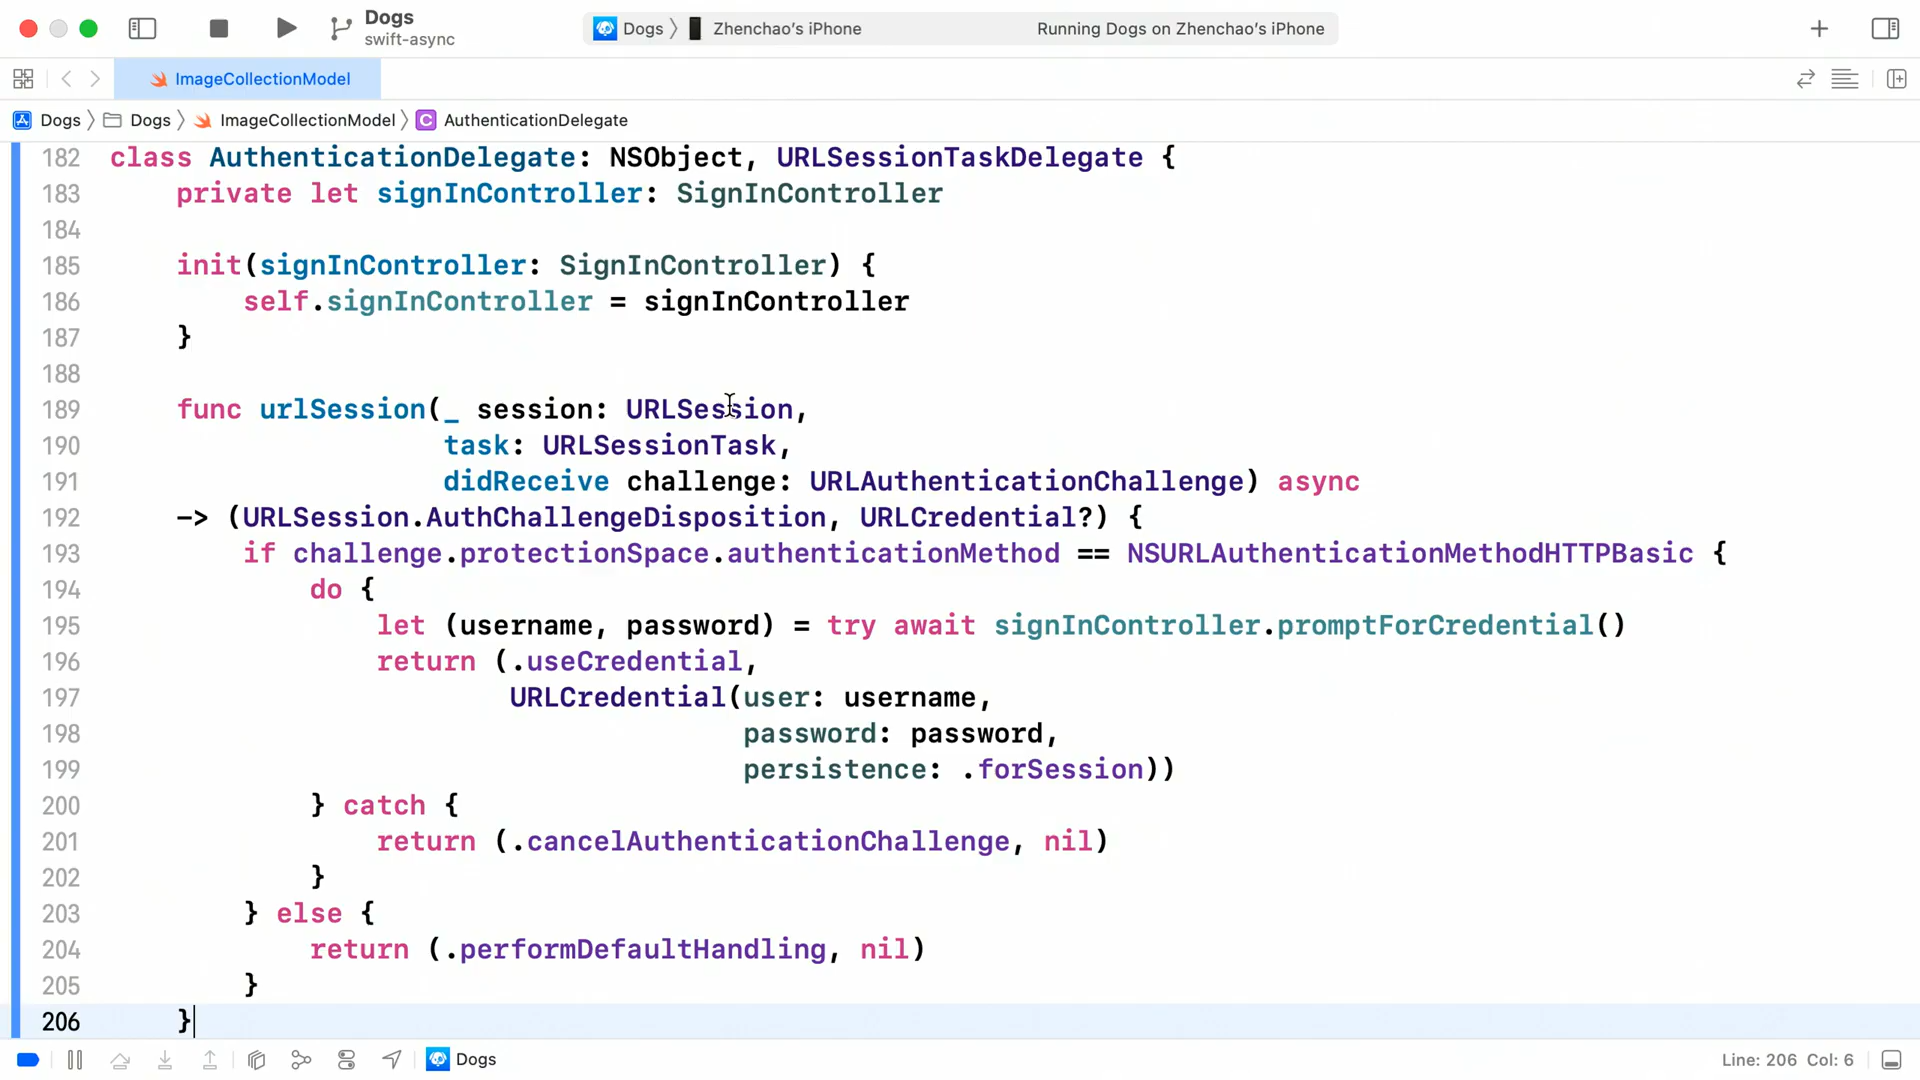 Dogs
swift-async
Dogs
Zhenchao’s iPhone
Running Dogs on Zhenchao’s iPhone
ImageCollectionModel
Dogs
Dogs
ImageCollectionModel
C AuthenticationDelegate
182 class AuthenticationDelegate: NSObject, URLSessionTaskDelegate {
183     private let signInController: SignInController
184
185     init(signInController: SignInController) {
186         self.signInController = signInController
187     }
188
189     func urlSession(_ session: URLSession,
190                     task: URLSessionTask,
191                     didReceive challenge: URLAuthenticationChallenge) async
192     -> (URLSession.AuthChallengeDisposition, URLCredential?) {
193         if challenge.protectionSpace.authenticationMethod == NSURLAuthenticationMethodHTTPBasic {
194             do {
195                 let (username, password) = try await signInController.promptForCredential()
196                 return (.useCredential,
197                         URLCredential(user: username,
198                                       password: password,
199                                       persistence: .forSession))
200             } catch {
201                 return (.cancelAuthenticationChallenge, nil)
202             }
203         } else {
204             return (.performDefaultHandling, nil)
205         }
206     }
Dogs
Line: 206 Col: 6